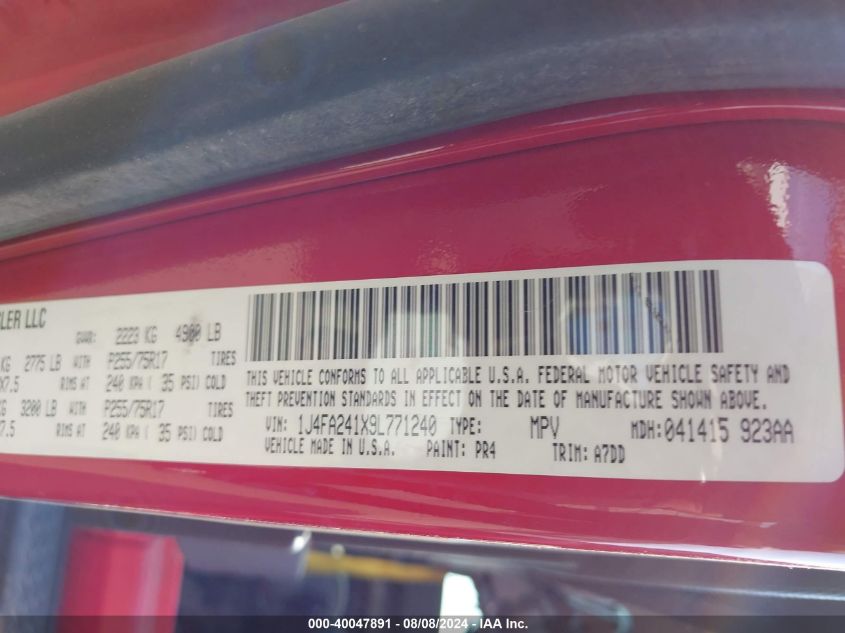 LER LLC
GVWR: 2223 KG 4900 LB
KG 2775 LB WITH P255/75R17 TIRES
X7.5 RIMS AT 240 KPA ( 35 PSI) COLD
KG 3200 LB WITH P255/75R17 TIRES
7.5 RIMS AT 240 KPA ( 35 PSI) COLD
THIS VEHICLE CONFORMS TO ALL APPLICABLE U.S.A. FEDERAL MOTOR VEHICLE SAFETY AND
THEFT PREVENTION STANDARDS IN EFFECT ON THE DATE OF MANUFACTURE SHOWN ABOVE.
VIN: 1J4FA241X9L771240 TYPE: MPV MDH:041415 923AA
VEHICLE MADE IN U.S.A. PAINT: PR4 TRIM: A7DD
000-40047891 - 08/08/2024 - IAA Inc.